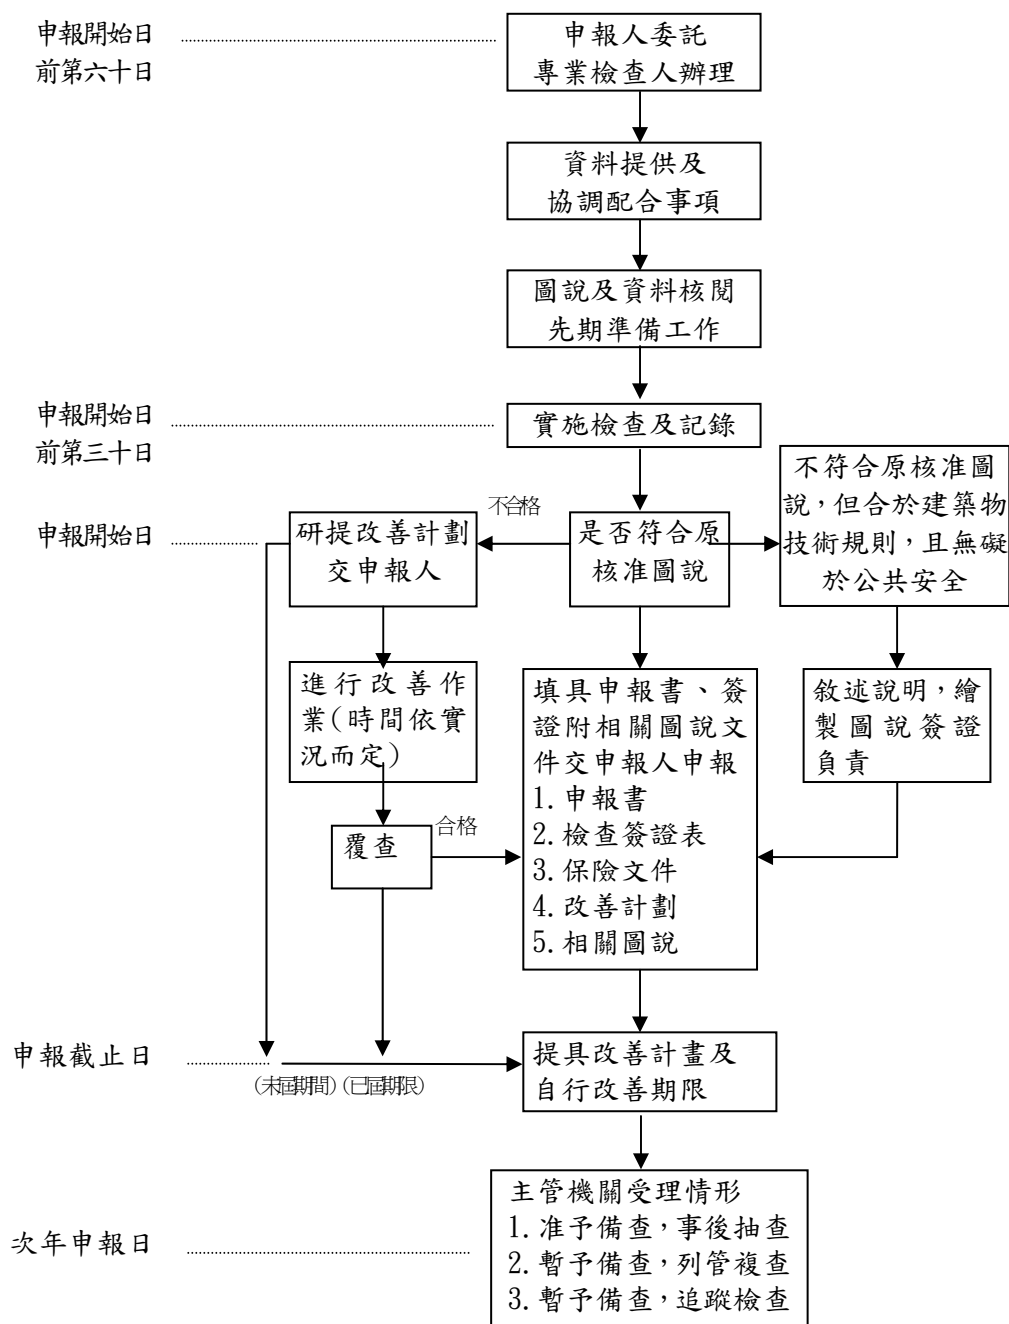 申報開始日
前第六十日
申報人委託
專業檢查人辦理
資料提供及
協調配合事項
圖說及資料核閱
先期準備工作
申報開始日
前第三十日
實施檢查及記錄
不符合原核准圖
說，但合於建築物
技術規則，且無礙
於公共安全
不合格
申報開始日
研提改善計劃
交申報人
是否符合原
核准圖說
進行改善作
業(時間依實
況而定)
填具申報書、簽
證附相關圖說文
件交申報人申報
1.申報書
2.檢查簽證表
3.保險文件
4.改善計劃
5.相關圖說
敘述說明，繪
製圖說簽證
負責
覆查
合格
申報截止日
(未屆期間)(已屆期限)
提具改善計畫及
自行改善期限
次年申報日
主管機關受理情形
1.准予備查，事後抽查
2.暫予備查，列管複查
3.暫予備查，追蹤檢查